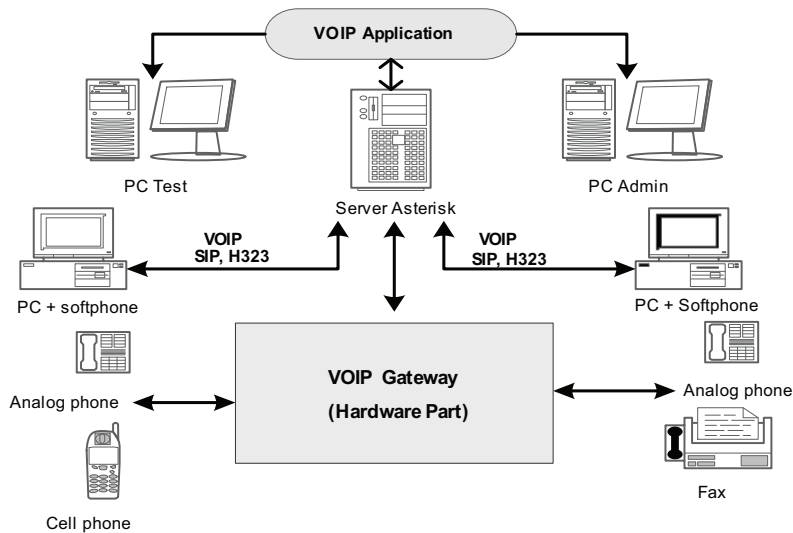 VOIP Application
PC Test
PC Admin
Server Asterisk
VOIP
SIP, H323
VOIP
SIP, H323
PC + softphone
PC + Softphone
VOIP Gateway
(Hardware Part)
Analog phone
Analog phone
Cell phone
Fax